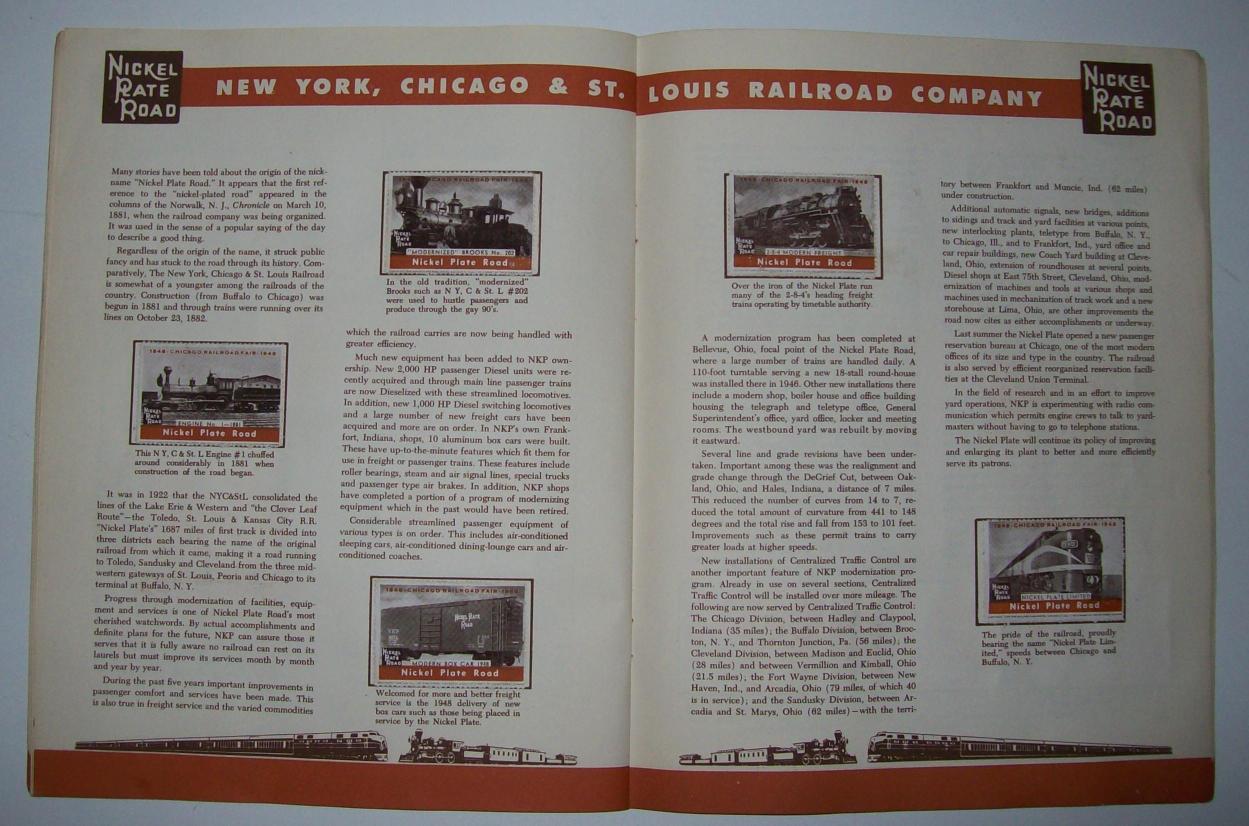 NICKEL
PLATE
ROAD
NEW YORK, CHICAGO & ST. LOUIS RAILROAD COMPANY
NICKEL
PLATE
ROAD
Many stories have been told about the origin of the nick-
name "Nickel Plate Road." It appears that the first ref-
erence to the "nickel-plated road" appeared in the
columns of the Norwalk, N. J., Chronicle on March 10,
1881, when the railroad company was being organized.
It was used in the sense of a popular saying of the day
to describe a good thing.
Regardless of the origin of the name, it struck public
fancy and has stuck to the road through its history. Com-
paratively, The New York, Chicago & St. Louis Railroad
is somewhat of a youngster among the railroads of the
country. Construction (from Buffalo to Chicago) was
begun in 1881 and through trains were running over its
lines on October 23, 1882.
1948·CHICAGO RAILROAD FAIR·1948
NICKEL
PLATE
ROAD
ENGINE No. 1—1881
Nickel Plate Road
This N Y, C & St. L Engine #1 chuffed
around considerably in 1881 when
construction of the road began.
It was in 1922 that the NYC&StL consolidated the
lines of the Lake Erie & Western and "the Clover Leaf
Route"—the Toledo, St. Louis & Kansas City R.R.
"Nickel Plate's" 1687 miles of first track is divided into
three districts each bearing the name of the original
railroad from which it came, making it a road running
to Toledo, Sandusky and Cleveland from the three mid-
western gateways of St. Louis, Peoria and Chicago to its
terminal at Buffalo, N. Y.
Progress through modernization of facilities, equip-
ment and services is one of Nickel Plate Road's most
cherished watchwords. By actual accomplishments and
definite plans for the future, NKP can assure those it
serves that it is fully aware no railroad can rest on its
laurels but must improve its services month by month
and year by year.
During the past five years important improvements in
passenger comfort and services have been made. This
is also true in freight service and the varied commodities
CHICAGO RAILROAD FAIR·1948
NICKEL
PLATE
ROAD
"MODERNIZED" BROOKS No. 202
Nickel Plate Road
In the old tradition, "modernized"
Brooks such as N Y, C & St. L #202
were used to hustle passengers and
produce through the gay 90's.
which the railroad carries are now being handled with
greater efficiency.
Much new equipment has been added to NKP own-
ership. New 2,000 HP passenger Diesel units were re-
cently acquired and through main line passenger trains
are now Dieselized with these streamlined locomotives.
In addition, new 1,000 HP Diesel switching locomotives
and a large number of new freight cars have been
acquired and more are on order. In NKP's own Frank-
fort, Indiana, shops, 10 aluminum box cars were built.
These have up-to-the-minute features which fit them for
use in freight or passenger trains. These features include
roller bearings, steam and air signal lines, special trucks
and passenger type air brakes. In addition, NKP shops
have completed a portion of a program of modernizing
equipment which in the past would have been retired.
Considerable streamlined passenger equipment of
various types is on order. This includes air-conditioned
sleeping cars, air-conditioned dining-lounge cars and air-
conditioned coaches.
1948·CHICAGO RAILROAD FAIR·1948
NICKEL PLATE
ROAD
NICKEL
PLATE
ROAD
MODERN BOX CAR 1948
Nickel Plate Road
Welcomed for more and better freight
service is the 1948 delivery of new
box cars such as those being placed in
service by the Nickel Plate.
1948·CHICAGO RAILROAD FAIR·1948
NICKEL
PLATE
ROAD
2-8-4 MODERN FREIGHT
Nickel Plate Road
Over the iron of the Nickel Plate run
many of the 2-8-4's heading freight
trains operating by timetable authority.
A modernization program has been completed at
Bellevue, Ohio, focal point of the Nickel Plate Road,
where a large number of trains are handled daily. A
110-foot turntable serving a new 18-stall round-house
was installed there in 1946. Other new installations there
include a modern shop, boiler house and office building
housing the telegraph and teletype office, General
Superintendent's office, yard office, locker and meeting
rooms. The westbound yard was rebuilt by moving
it eastward.
Several line and grade revisions have been under-
taken. Important among these was the realignment and
grade change through the DeGrief Cut, between Oak-
land, Ohio, and Hales, Indiana, a distance of 7 miles.
This reduced the number of curves from 14 to 7, re-
duced the total amount of curvature from 441 to 148
degrees and the total rise and fall from 153 to 101 feet.
Improvements such as these permit trains to carry
greater loads at higher speeds.
New installations of Centralized Traffic Control are
another important feature of NKP modernization pro-
gram. Already in use on several sections, Centralized
Traffic Control will be installed over more mileage. The
following are now served by Centralized Traffic Control:
The Chicago Division, between Hadley and Claypool,
Indiana (35 miles); the Buffalo Division, between Broc-
ton, N. Y., and Thornton Junction, Pa. (56 miles); the
Cleveland Division, between Madison and Euclid, Ohio
(28 miles) and between Vermillion and Kimball, Ohio
(21.5 miles); the Fort Wayne Division, between New
Haven, Ind., and Arcadia, Ohio (79 miles, of which 40
is in service); and the Sandusky Division, between Ar-
cadia and St. Marys, Ohio (62 miles)—with the terri-
tory between Frankfort and Muncie, Ind. (62 miles)
under construction.
Additional automatic signals, new bridges, additions
to sidings and track and yard facilities at various points,
new interlocking plants, teletype from Buffalo, N. Y.,
to Chicago, Ill., and to Frankfort, Ind., yard office and
car repair buildings, new Coach Yard building at Cleve-
land, Ohio, extension of roundhouses at several points,
Diesel shops at East 75th Street, Cleveland, Ohio, mod-
ernization of machines and tools at various shops and
machines used in mechanization of track work and a new
storehouse at Lima, Ohio, are other improvements the
road now cites as either accomplishments or underway.
Last summer the Nickel Plate opened a new passenger
reservation bureau at Chicago, one of the most modern
offices of its size and type in the country. The railroad
is also served by efficient reorganized reservation facili-
ties at the Cleveland Union Terminal.
In the field of research and in an effort to improve
yard operations, NKP is experimenting with radio com-
munication which permits engine crews to talk to yard-
masters without having to go to telephone stations.
The Nickel Plate will continue its policy of improving
and enlarging its plant to better and more efficiently
serve its patrons.
1948·CHICAGO RAILROAD FAIR·1948
NICKEL
PLATE
ROAD
NICKEL PLATE LIMITED
Nickel Plate Road
The pride of the railroad, proudly
bearing the name "Nickel Plate Lim-
ited," speeds between Chicago and
Buffalo, N. Y.